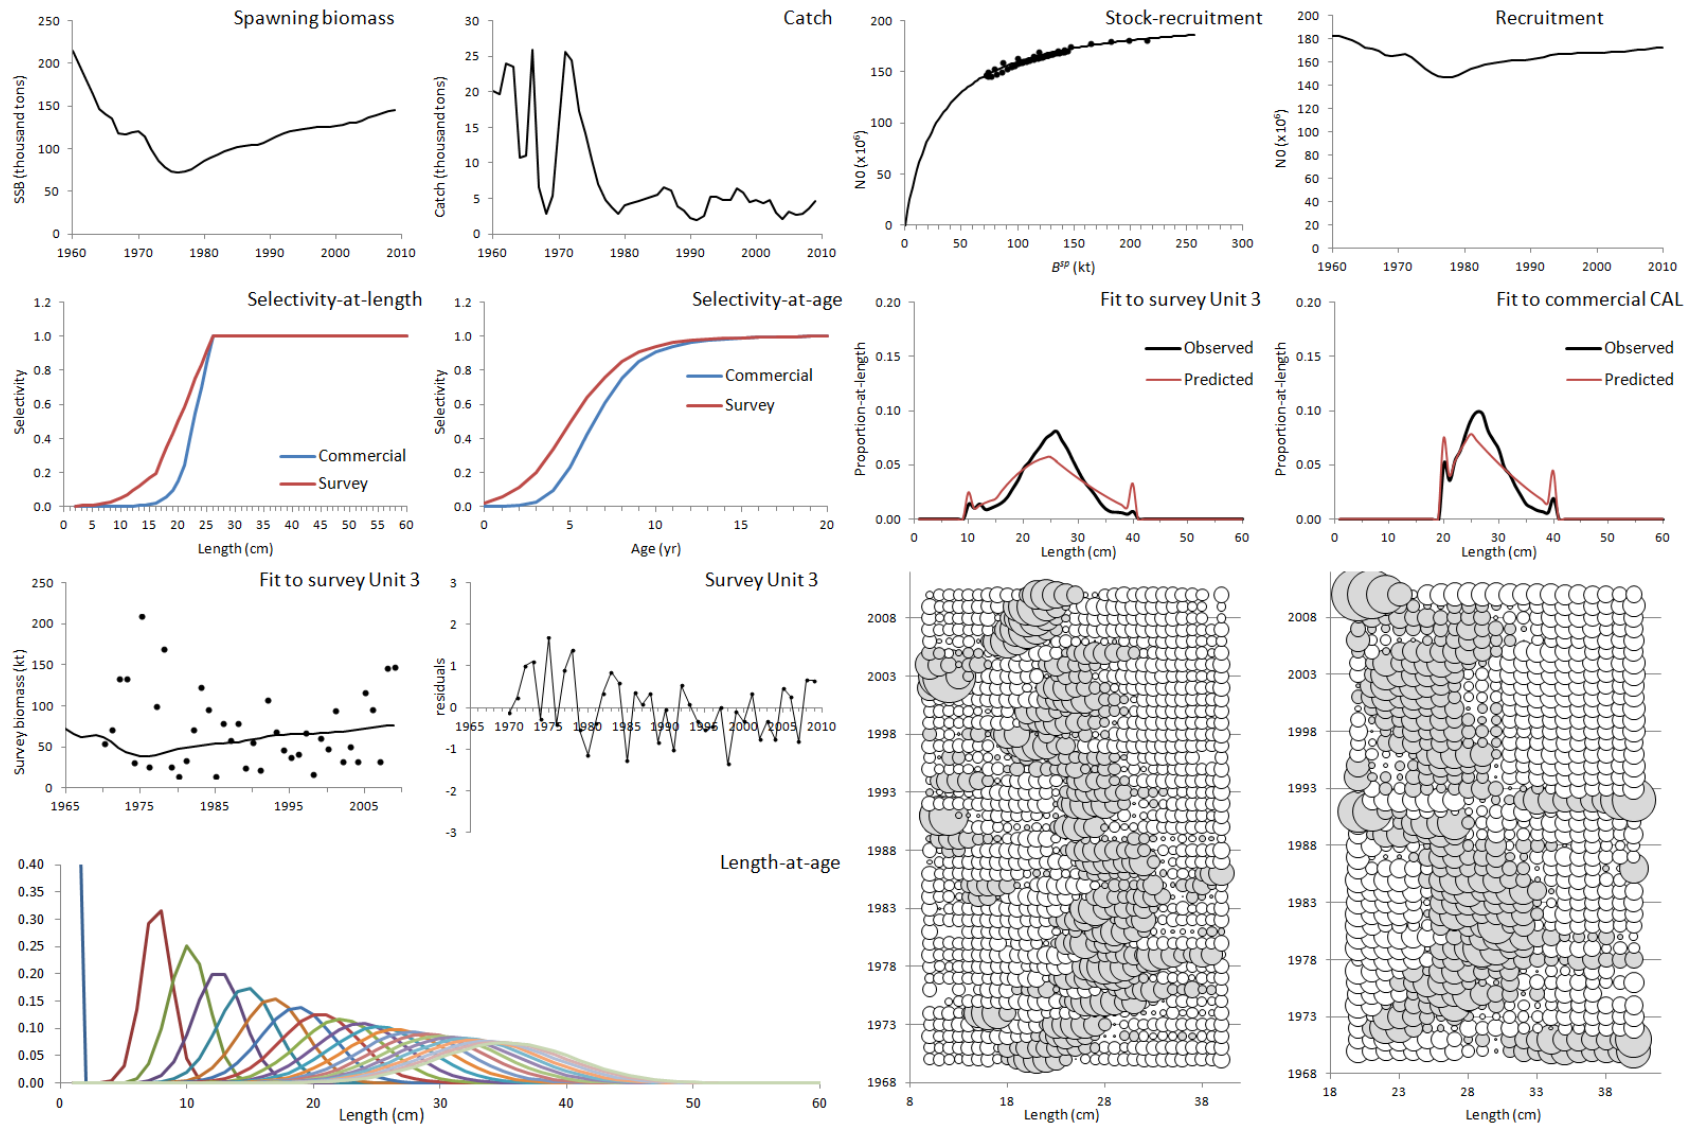 Spawning biomass
SSB (thousand tons)
250
200
150
100
50
0
1960 1970 1980 1990 2000 2010
Catch
Catch (thousand tons)
30
25
20
15
10
5
0
1960 1970 1980 1990 2000 2010
Stock-recruitment
N0 (x10⁶)
200
150
100
50
0
0 50 100 150 200 250 300
Bˢᵖ (kt)
Recruitment
N0 (x10⁶)
200
180
160
140
120
100
80
60
40
20
0
1960 1970 1980 1990 2000 2010
Selectivity-at-length
Selectivity
1.2
1.0
0.8
0.6
0.4
0.2
0.0
Commercial
Survey
0 5 10 15 20 25 30 35 40 45 50 55 60
Length (cm)
Selectivity-at-age
Selectivity
1.2
1.0
0.8
0.6
0.4
0.2
0.0
Commercial
Survey
0 5 10 15 20
Age (yr)
Fit to survey Unit 3
Proportion-at-length
0.20
0.15
0.10
0.05
0.00
Observed
Predicted
0 10 20 30 40 50 60
Length (cm)
Fit to commercial CAL
Proportion-at-length
0.20
0.15
0.10
0.05
0.00
Observed
Predicted
0 10 20 30 40 50 60
Length (cm)
Fit to survey Unit 3
Survey biomass (kt)
250
200
150
100
50
0
1965 1975 1985 1995 2005
Survey Unit 3
residuals
3
2
1
0
-1
-2
-3
1965 1970 1975 1980 1985 1990 1995 2000 2005 2010
2008
2003
1998
1993
1988
1983
1978
1973
1968
8 18 28 38
Length (cm)
2008
2003
1998
1993
1988
1983
1978
1973
1968
18 23 28 33 38
Length (cm)
Length-at-age
0.40
0.35
0.30
0.25
0.20
0.15
0.10
0.05
0.00
0 10 20 30 40 50 60
Length (cm)